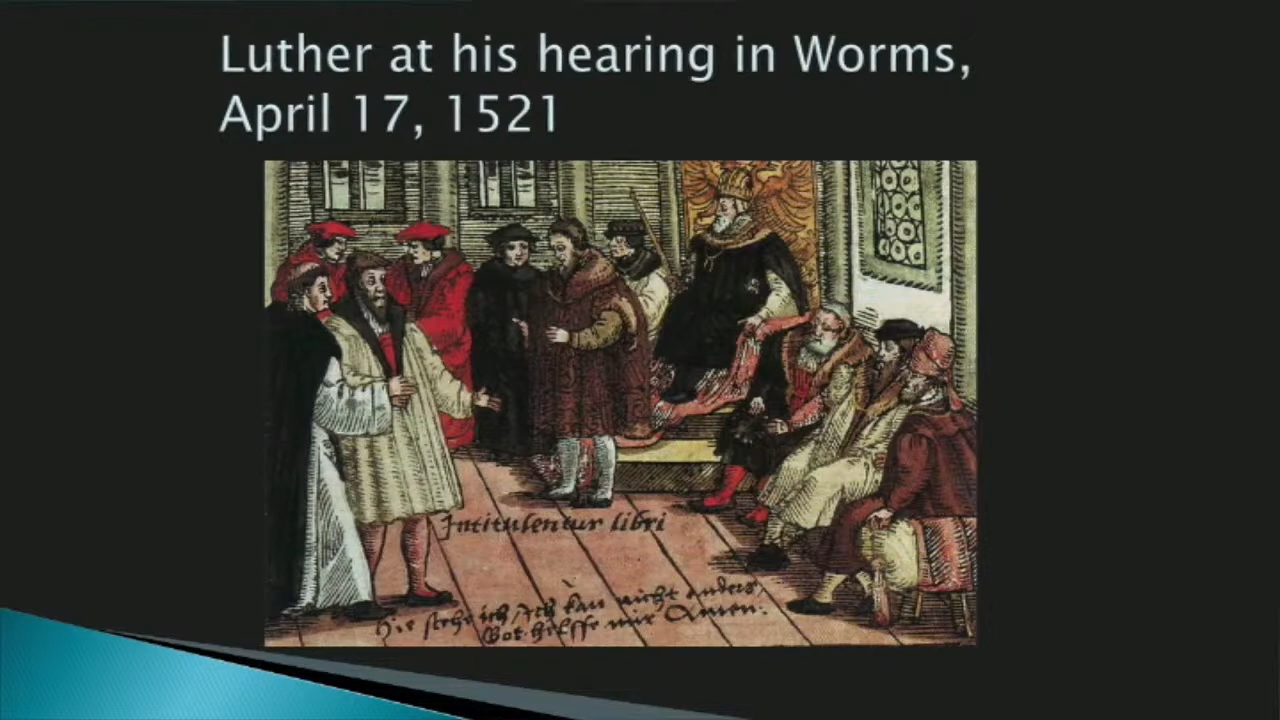 Luther at his hearing in Worms,
April 17, 1521
Intitulentur libri
Hie stehe ich, Ich kan nicht anders,
Got helffe mir Amen.